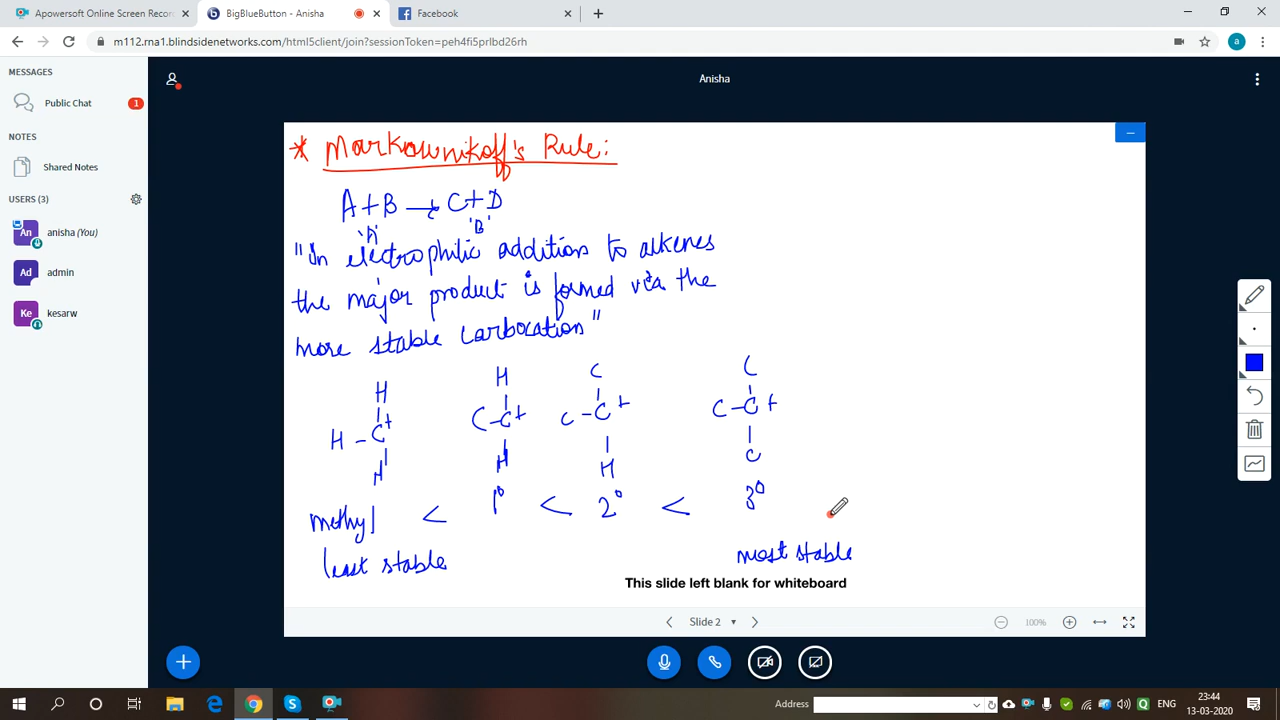 Apowersoft Online Screen Recor
BigBlueButton - Anisha
Facebook
m112.rna1.blindsidenetworks.com/html5client/join?sessionToken=peh4fi5prlbd26rh
a
MESSAGES
Public Chat
1
NOTES
Shared Notes
USERS (3)
An
anisha (You)
Ad
admin
Ke
kesarw
Anisha
* Markownikoff's Rule:
A+B → C+D
'A' 'B'
"In electrophilic addition to alkenes
the major product is formed via the
more stable carbocation"
H H C C
H - C+ C - C+ C - C+ C - C+
H H H C
methyl < 1° < 2° < 3°
least stable most stable
This slide left blank for whiteboard
Slide 2
100%
Address
ENG
23:44
13-03-2020